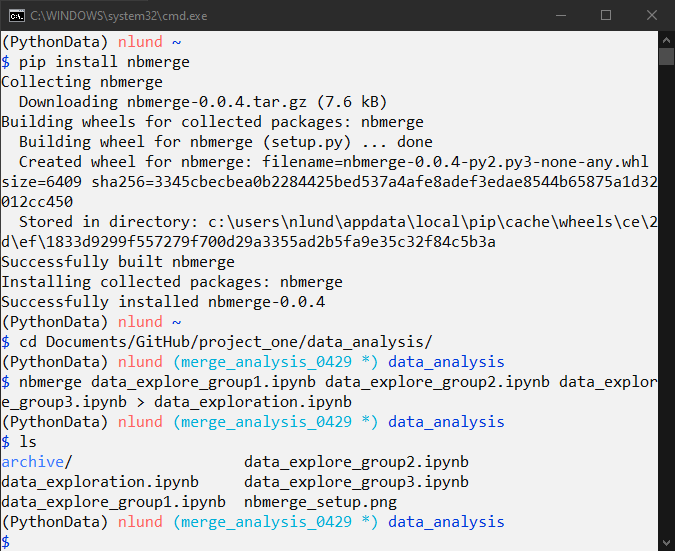 C:\WINDOWS\system32\cmd.exe
(PythonData) nlund ~
$ pip install nbmerge
Collecting nbmerge
  Downloading nbmerge-0.0.4.tar.gz (7.6 kB)
Building wheels for collected packages: nbmerge
  Building wheel for nbmerge (setup.py) ... done
  Created wheel for nbmerge: filename=nbmerge-0.0.4-py2.py3-none-any.whl
size=6409 sha256=3345cbecbea0b2284425bed537a4afe8adef3edae8544b65875a1d32
012cc450
  Stored in directory: c:\users\nlund\appdata\local\pip\cache\wheels\ce\2
d\ef\1833d9299f557279f700d29a3355ad2b5fa9e35c32f84c5b3a
Successfully built nbmerge
Installing collected packages: nbmerge
Successfully installed nbmerge-0.0.4
(PythonData) nlund ~
$ cd Documents/GitHub/project_one/data_analysis/
(PythonData) nlund (merge_analysis_0429 *) data_analysis
$ nbmerge data_explore_group1.ipynb data_explore_group2.ipynb data_explor
e_group3.ipynb > data_exploration.ipynb
(PythonData) nlund (merge_analysis_0429 *) data_analysis
$ ls
archive/                   data_explore_group2.ipynb
data_exploration.ipynb     data_explore_group3.ipynb
data_explore_group1.ipynb  nbmerge_setup.png
(PythonData) nlund (merge_analysis_0429 *) data_analysis
$